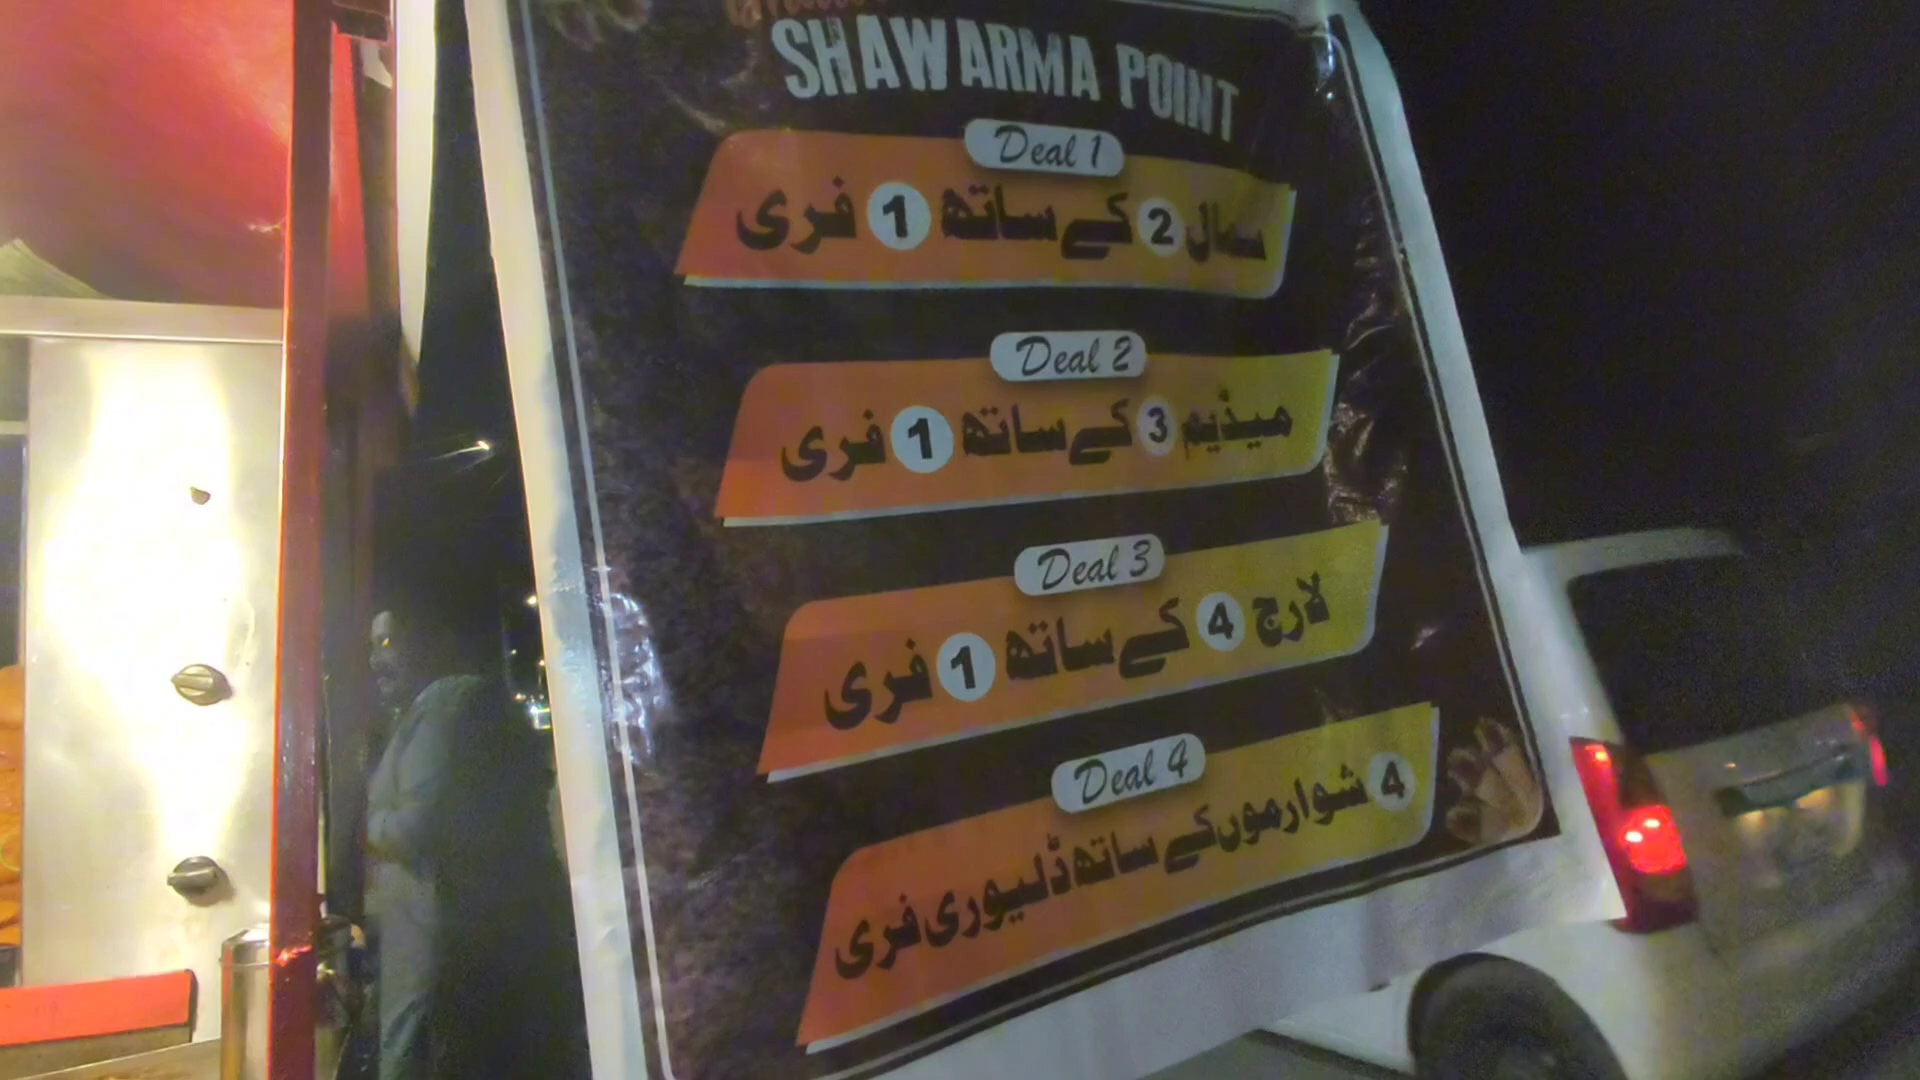 SHAWARMA POINT
Deal 1
سمال 2 کے ساتھ 1 فری
Deal 2
میڈیم 3 کے ساتھ 1 فری
Deal 3
لارج 4 کے ساتھ 1 فری
Deal 4
4 شوارموں کے ساتھ ڈلیوری فری